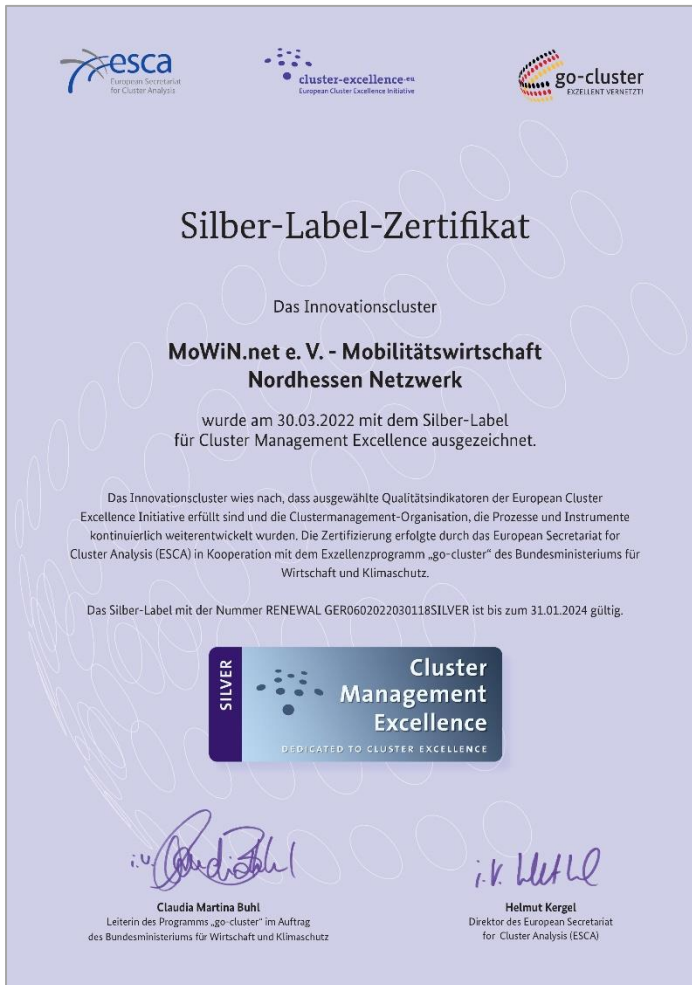 esca
European Secretariat
for Cluster Analysis
cluster-excellence.eu
European Cluster Excellence Initiative
go-cluster
EXZELLENT VERNETZT!
Silber-Label-Zertifikat
Das Innovationscluster
MoWiN.net e. V. - Mobilitätswirtschaft
Nordhessen Netzwerk
wurde am 30.03.2022 mit dem Silber-Label
für Cluster Management Excellence ausgezeichnet.
Das Innovationscluster wies nach, dass ausgewählte Qualitätsindikatoren der European Cluster
Excellence Initiative erfüllt sind und die Clustermanagement-Organisation, die Prozesse und Instrumente
kontinuierlich weiterentwickelt wurden. Die Zertifizierung erfolgte durch das European Secretariat for
Cluster Analysis (ESCA) in Kooperation mit dem Exzellenzprogramm „go-cluster“ des Bundesministeriums für
Wirtschaft und Klimaschutz.
Das Silber-Label mit der Nummer RENEWAL GER0602022030118SILVER ist bis zum 31.01.2024 gültig.
SILVER
Cluster
Management
Excellence
DEDICATED TO CLUSTER EXCELLENCE
Claudia Martina Buhl
Leiterin des Programms „go-cluster“ im Auftrag
des Bundesministeriums für Wirtschaft und Klimaschutz
Helmut Kergel
Direktor des European Secretariat
for Cluster Analysis (ESCA)